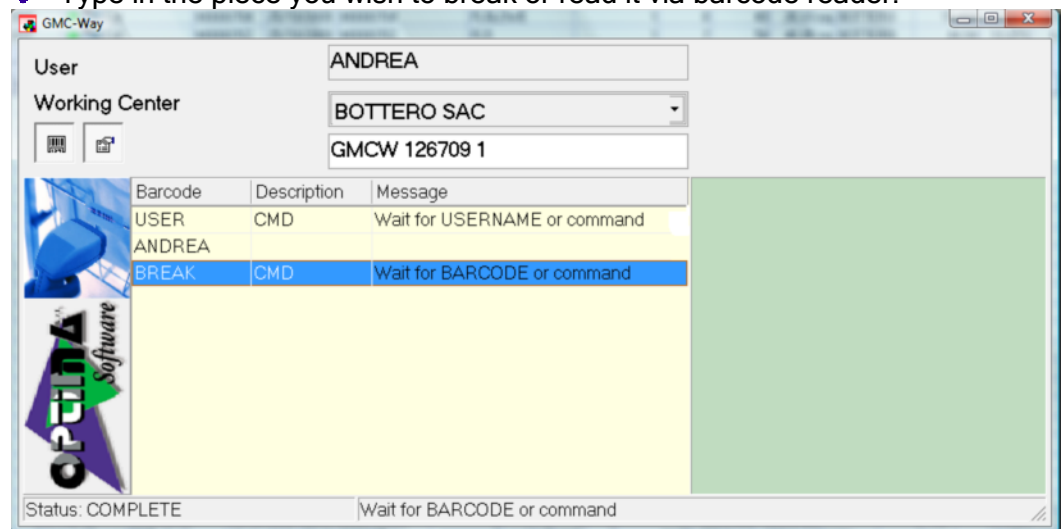 Type in the piece you wish to break or read it via barcode reader.
GMC-Way
User
ANDREA
Working Center
BOTTERO SAC
GMCW 126709 1
Barcode Description Message
USER CMD Wait for USERNAME or command
ANDREA
BREAK CMD Wait for BARCODE or command
OPTIMA
Software
Status: COMPLETE Wait for BARCODE or command